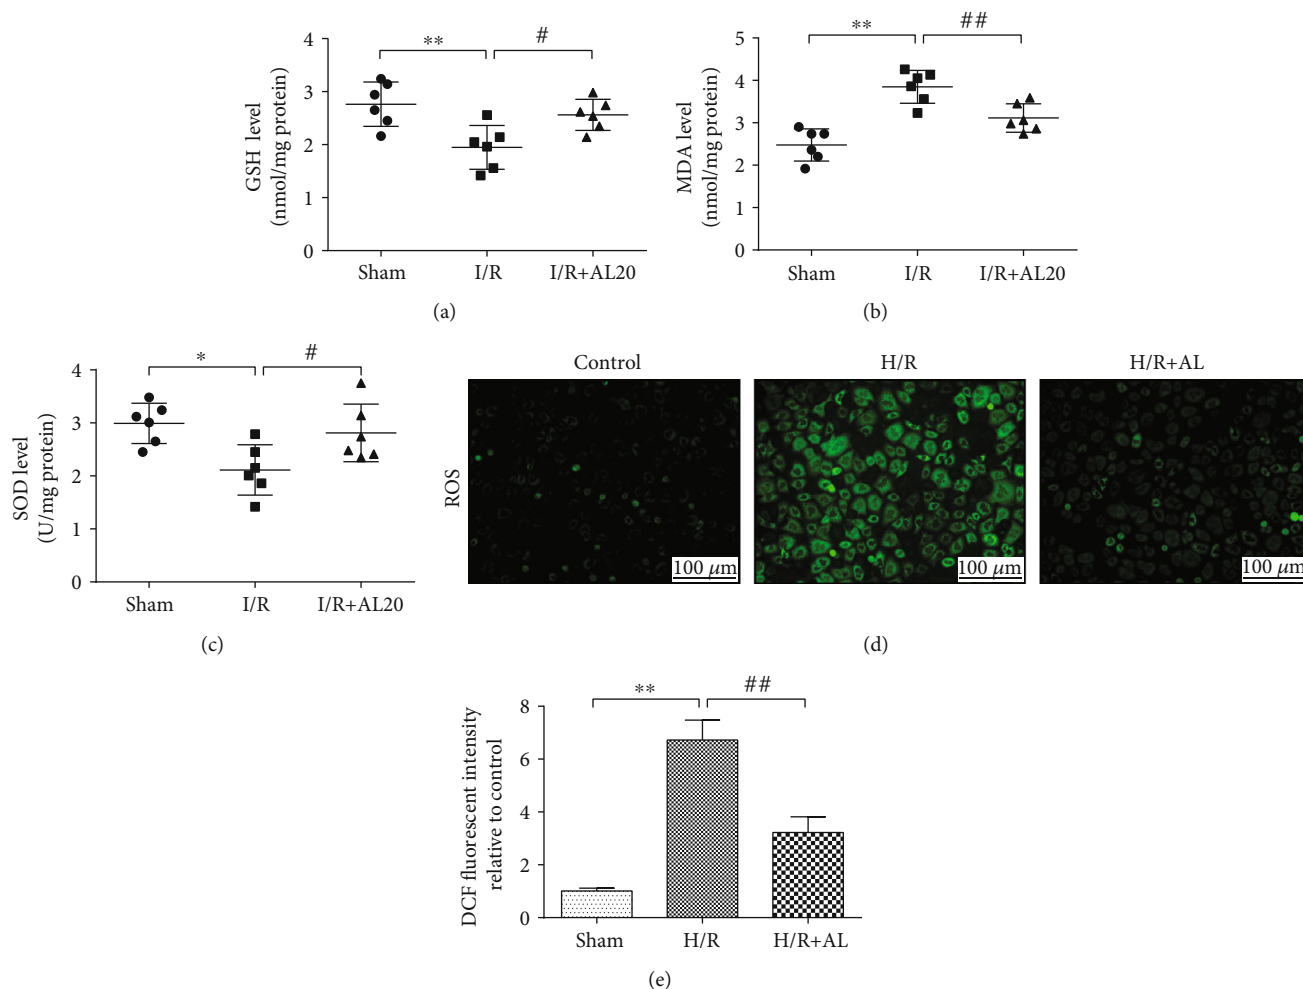 ** #
GSH level
(nmol/mg protein)
4
3
2
1
0
Sham I/R I/R+AL20
(a)
** ##
MDA level
(nmol/mg protein)
5
4
3
2
1
0
Sham I/R I/R+AL20
(b)
* #
SOD level
(U/mg protein)
4
3
2
1
0
Sham I/R I/R+AL20
(c)
Control H/R H/R+AL
ROS
100 μm 100 μm 100 μm
(d)
** ##
DCF fluorescent intensity
relative to control
8
6
4
2
0
Sham H/R H/R+AL
(e)